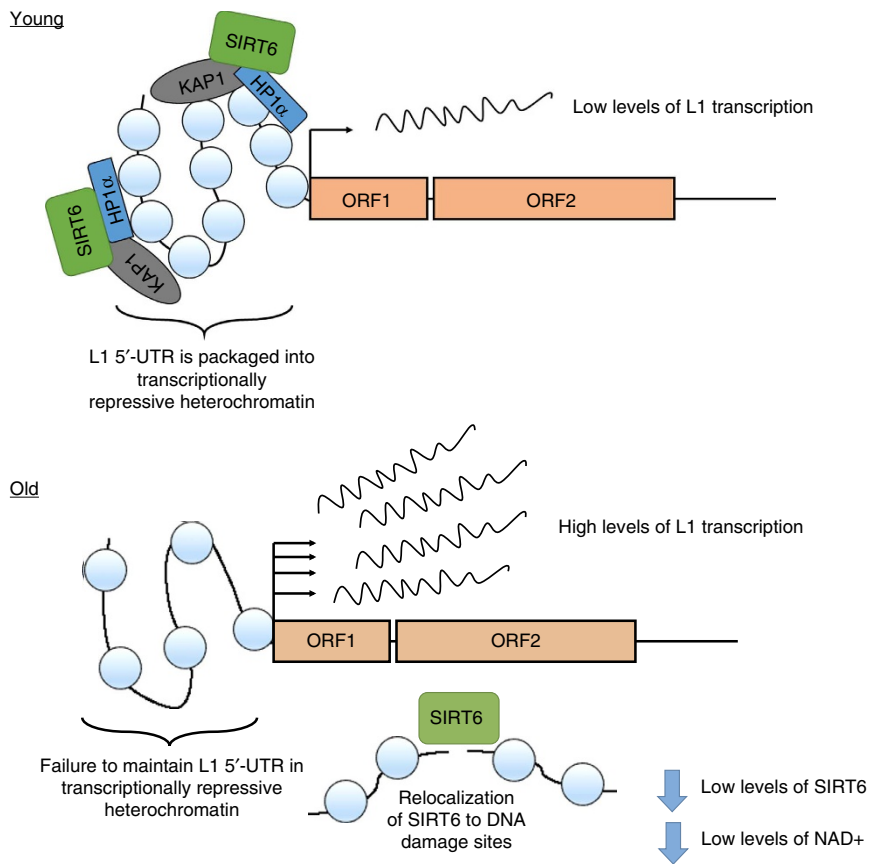 Young
SIRT6
KAP1
HP1α
Low levels of L1 transcription
ORF1
ORF2
SIRT6
HP1α
KAP1
L1 5′-UTR is packaged into
transcriptionally
repressive heterochromatin
Old
High levels of L1 transcription
ORF1
ORF2
SIRT6
Failure to maintain L1 5′-UTR in
transcriptionally repressive
heterochromatin
Relocalization
of SIRT6 to DNA
damage sites
Low levels of SIRT6
Low levels of NAD+